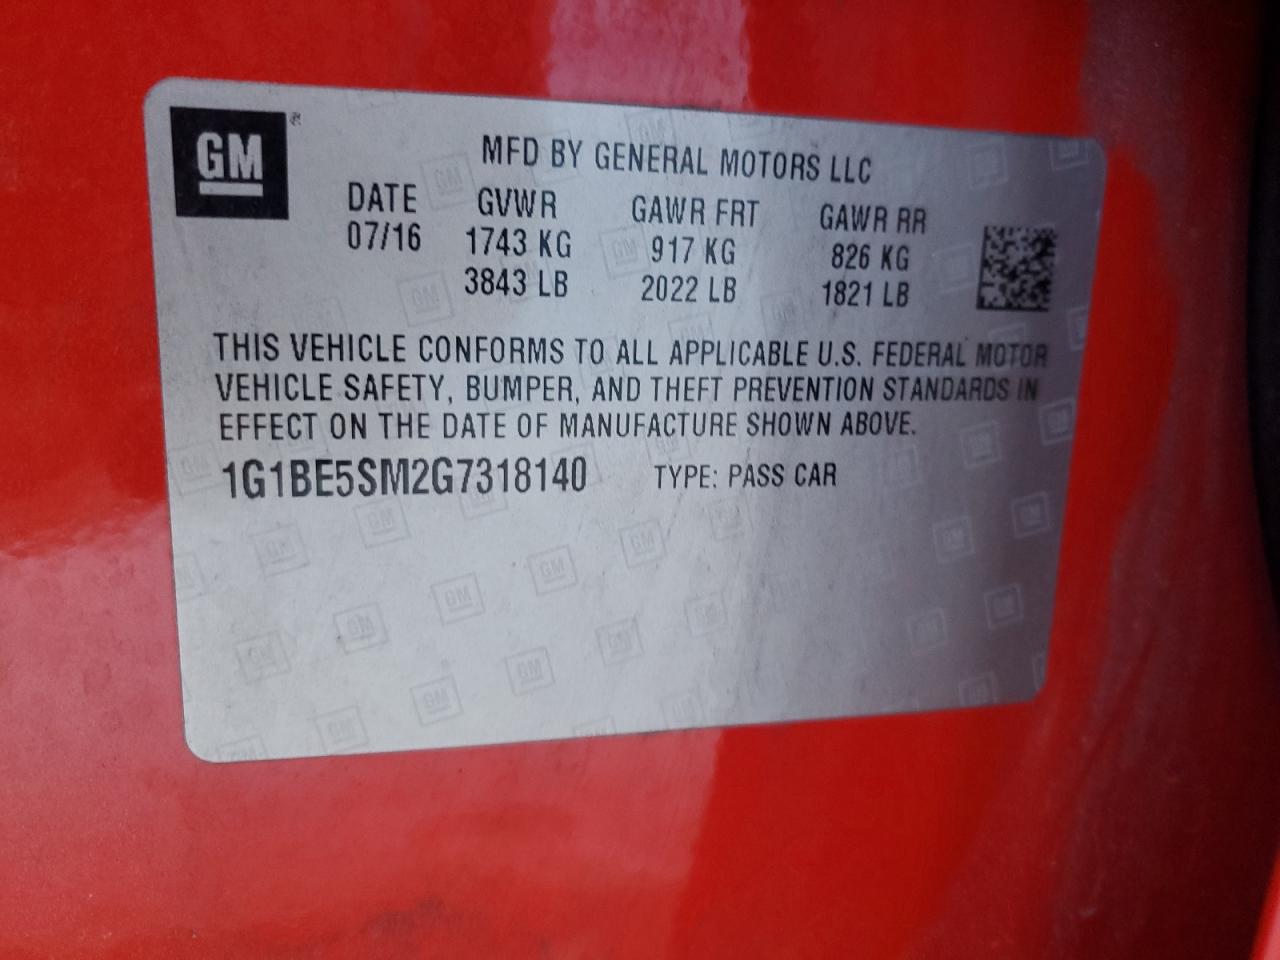 GM
MFD BY GENERAL MOTORS LLC
DATE GVWR GAWR FRT GAWR RR
07/16 1743 KG 917 KG 826 KG
3843 LB 2022 LB 1821 LB
THIS VEHICLE CONFORMS TO ALL APPLICABLE U.S. FEDERAL MOTOR
VEHICLE SAFETY, BUMPER, AND THEFT PREVENTION STANDARDS IN
EFFECT ON THE DATE OF MANUFACTURE SHOWN ABOVE.
1G1BE5SM2G7318140 TYPE: PASS CAR